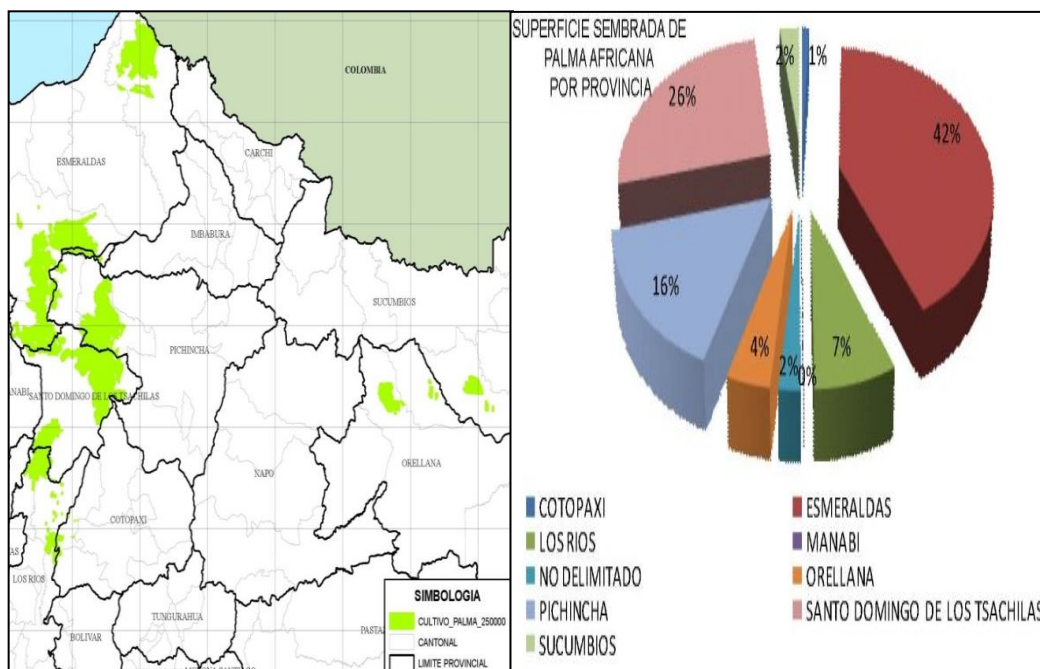 COLOMBIA
ESMERALDAS
CARCHI
IMBABURA
SUCUMBIOS
PICHINCHA
SANTO DOMINGO DE LOS TSACHILAS
ORELLANA
NAPO
COTOPAXI
LOS RIOS
TUNGURAHUA
BOLIVAR
SIMBOLOGIA
CULTIVO_PALMA_250000
CANTONAL
LIMITE PROVINCIAL
SUPERFICIE SEMBRADA DE
PALMA AFRICANA
POR PROVINCIA
2%
1%
26%
42%
16%
4%
2%
0%
7%
COTOPAXI
ESMERALDAS
LOS RIOS
MANABI
NO DELIMITADO
ORELLANA
PICHINCHA
SANTO DOMINGO DE LOS TSACHILAS
SUCUMBIOS